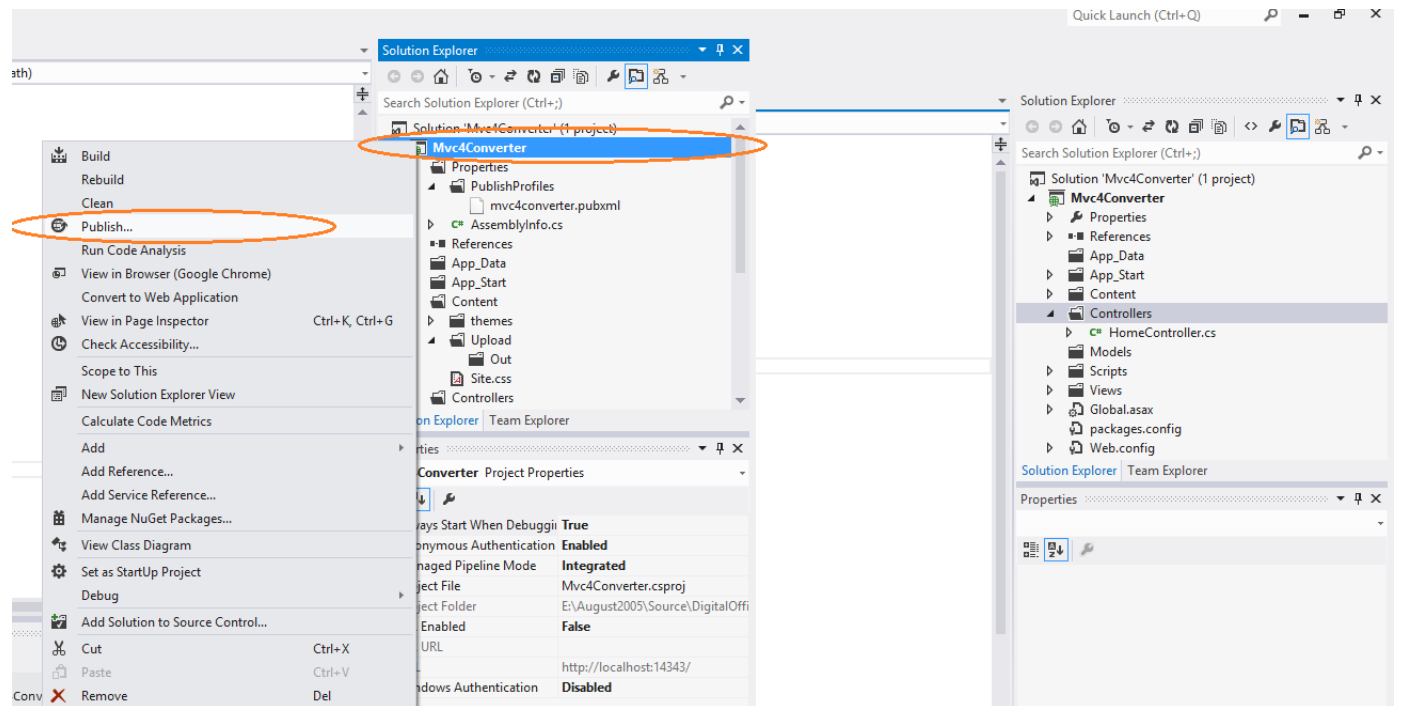 Quick Launch (Ctrl+Q)
ath)
Build
Rebuild
Clean
Publish...
Run Code Analysis
View in Browser (Google Chrome)
Convert to Web Application
View in Page Inspector Ctrl+K, Ctrl+G
Check Accessibility...
Scope to This
New Solution Explorer View
Calculate Code Metrics
Add
Add Reference...
Add Service Reference...
Manage NuGet Packages...
View Class Diagram
Set as StartUp Project
Debug
Add Solution to Source Control...
Cut Ctrl+X
Paste Ctrl+V
Conv
Remove Del
Solution Explorer
Search Solution Explorer (Ctrl+;)
Solution 'Mvc4Converter' (1 project)
Mvc4Converter
Properties
PublishProfiles
mvc4converter.pubxml
C# AssemblyInfo.cs
References
App_Data
App_Start
Content
themes
Upload
Out
Site.css
Controllers
on Explorer Team Explorer
rties
Converter Project Properties
ways Start When Debuggin True
onymous Authentication Enabled
naged Pipeline Mode Integrated
ject File Mvc4Converter.csproj
ject Folder E:\August2005\Source\DigitalOffi
Enabled False
URL
http://localhost:14343/
ndows Authentication Disabled
Solution Explorer
Search Solution Explorer (Ctrl+;)
Solution 'Mvc4Converter' (1 project)
Mvc4Converter
Properties
References
App_Data
App_Start
Content
Controllers
C# HomeController.cs
Models
Scripts
Views
Global.asax
packages.config
Web.config
Solution Explorer Team Explorer
Properties